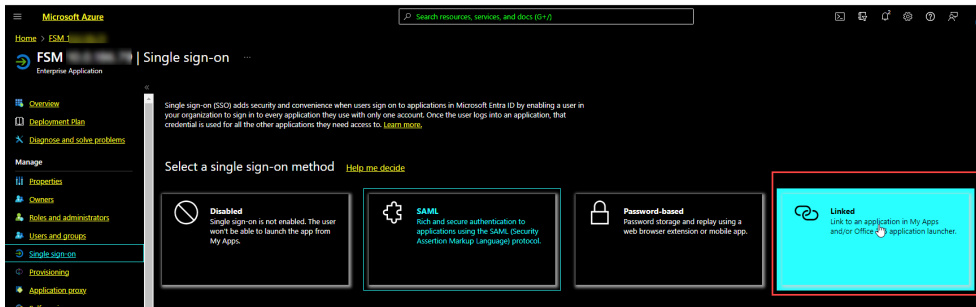 Microsoft Azure
Search resources, services, and docs (G+/)
Home > FSM 1
FSM | Single sign-on ...
Enterprise Application
Overview
Deployment Plan
Diagnose and solve problems
Manage
Properties
Owners
Roles and administrators
Users and groups
Single sign-on
Provisioning
Application proxy
Single sign-on (SSO) adds security and convenience when users sign on to applications in Microsoft Entra ID by enabling a user in
your organization to sign in to every application they use with only one account. Once the user logs into an application, that
credential is used for all the other applications they need access to. Learn more.
Select a single sign-on method Help me decide
Disabled
Single sign-on is not enabled. The user
won't be able to launch the app from
My Apps.
SAML
Rich and secure authentication to
applications using the SAML (Security
Assertion Markup Language) protocol.
Password-based
Password storage and replay using a
web browser extension or mobile app.
Linked
Link to an application in My Apps
and/or Office application launcher.